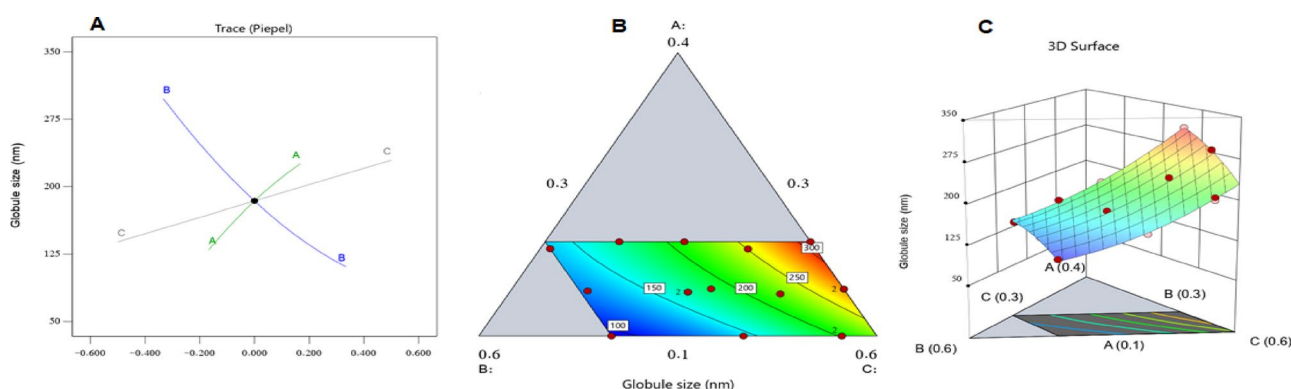 A
Trace (Piepel)
Globule size (nm)
350
275
200
125
50
B
A
C
C
A
B
-0.600
-0.400
-0.200
0.000
0.200
0.400
0.600
B
A:
0.4
0.3
0.3
300
250
200
150
100
2
2
2
0.6
0.1
0.6
B:
C:
Globule size (nm)
C
3D Surface
Globule size (nm)
350
275
200
125
50
A (0.4)
C (0.3)
B (0.3)
B (0.6)
A (0.1)
C (0.6)